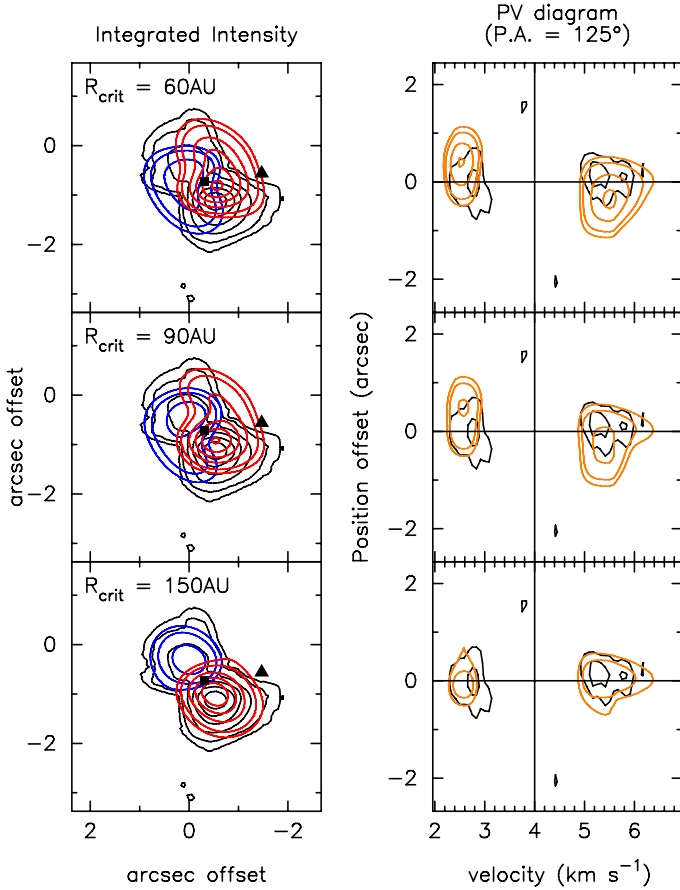 Integrated Intensity
PV diagram
(P.A. = 125°)
R_crit = 60AU
0
−2
2
0
−2
R_crit = 90AU
0
−2
2
0
−2
R_crit = 150AU
0
−2
2
0
−2
2
0
−2
2
3
4
5
6
arcsec offset
Position offset (arcsec)
arcsec offset
velocity (km s⁻¹)